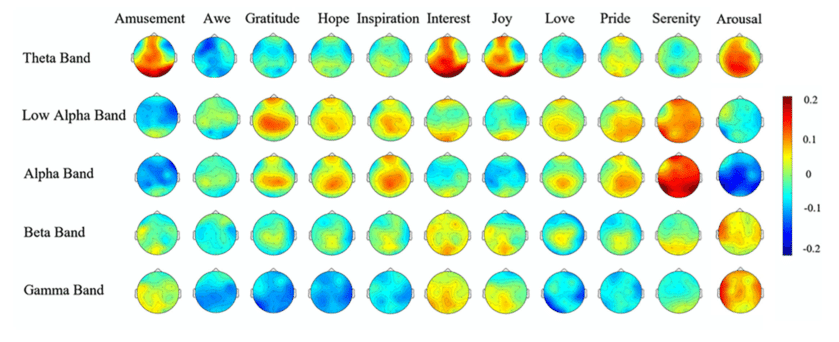 Amusement Awe Gratitude Hope Inspiration Interest Joy Love Pride Serenity Arousal
Theta Band
Low Alpha Band
Alpha Band
Beta Band
Gamma Band
0.2
0.1
0
-0.1
-0.2